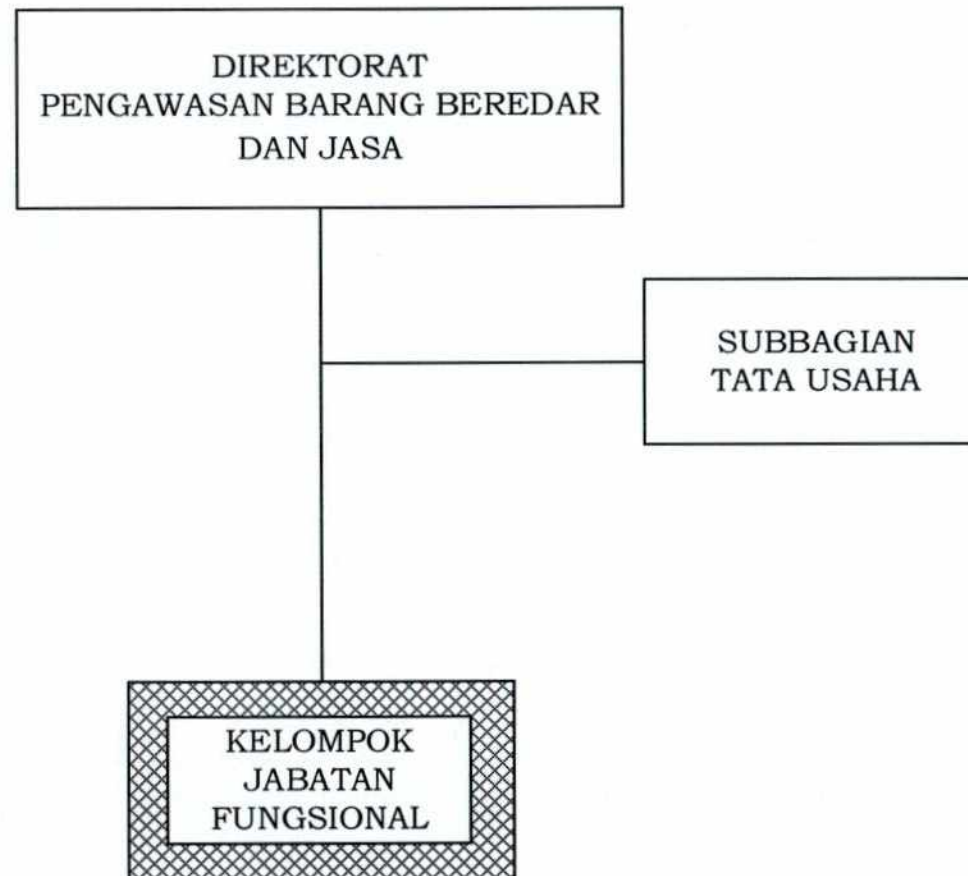 DIREKTORAT
PENGAWASAN BARANG BEREDAR
DAN JASA
SUBBAGIAN
TATA USAHA
KELOMPOK
JABATAN
FUNGSIONAL